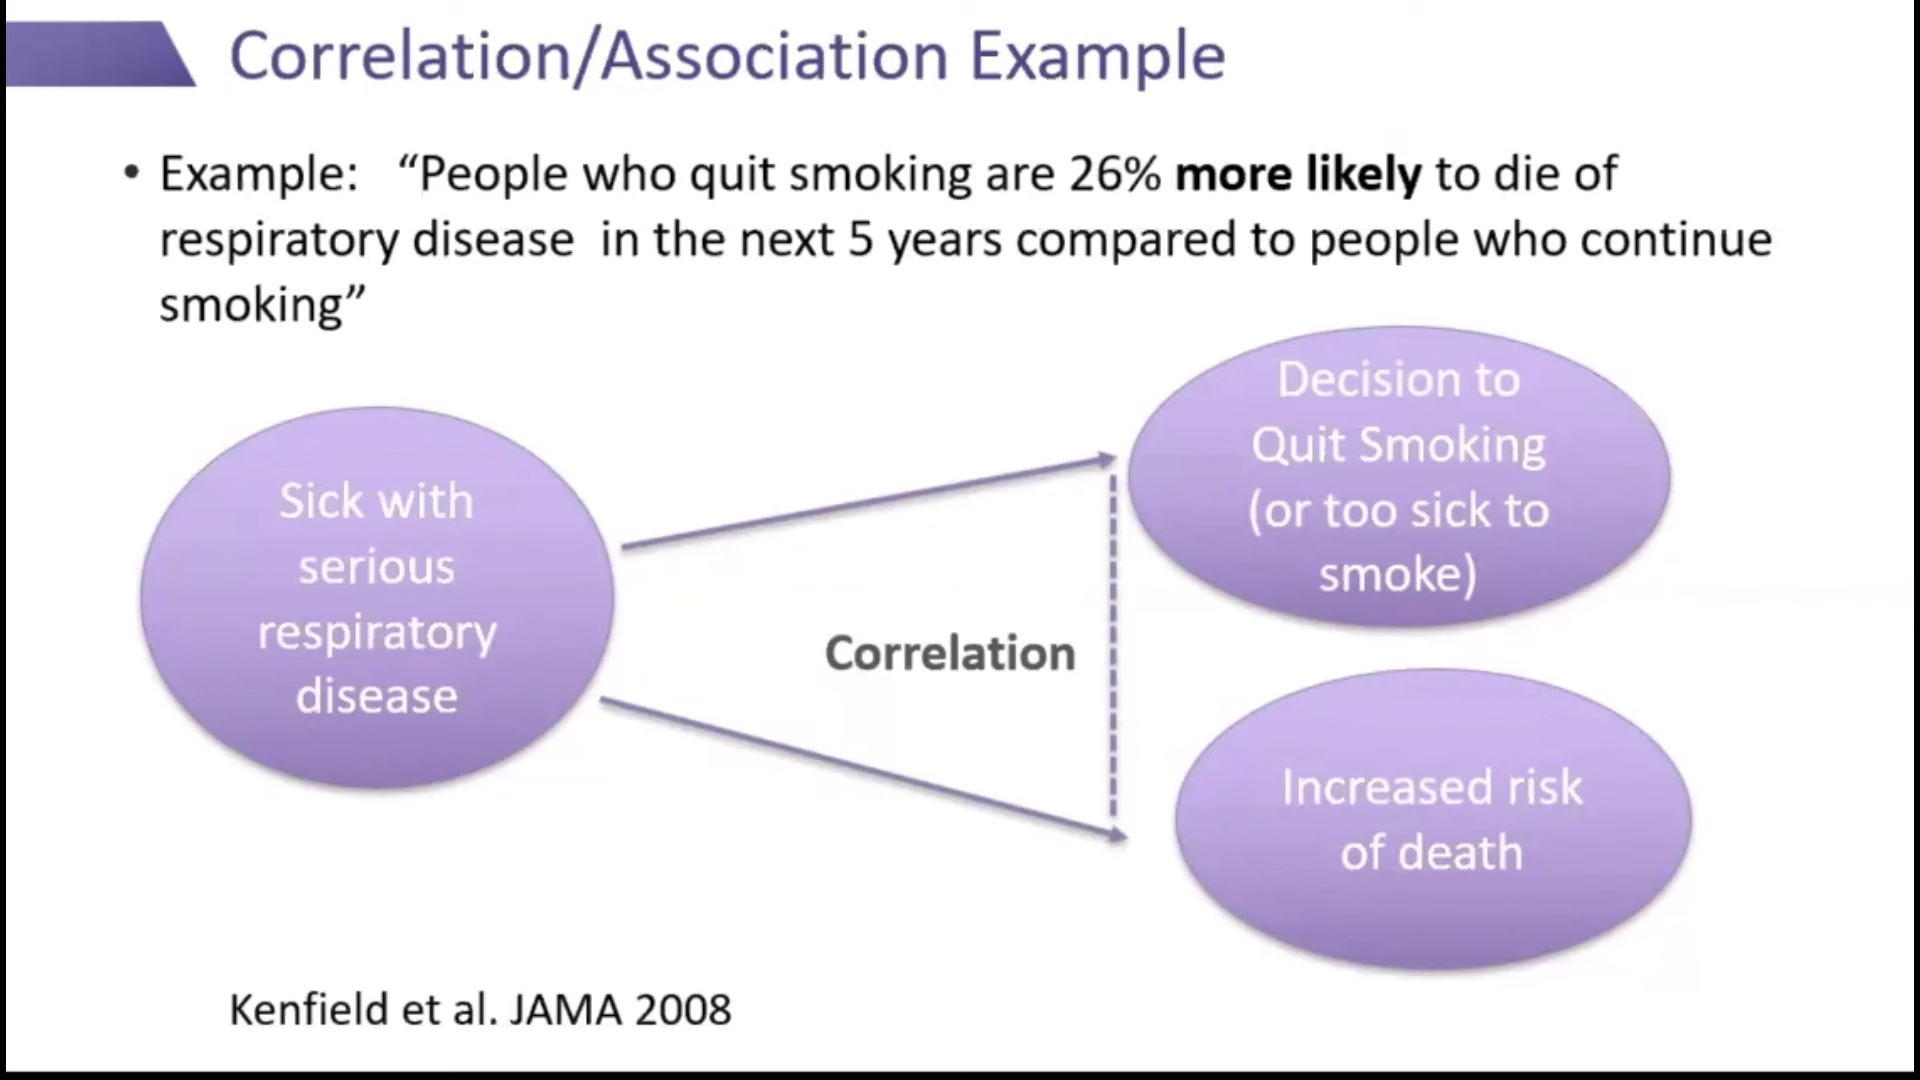 Correlation/Association Example
• Example: “People who quit smoking are 26% more likely to die of
respiratory disease in the next 5 years compared to people who continue
smoking”
Sick with
serious
respiratory
disease
Correlation
Decision to
Quit Smoking
(or too sick to
smoke)
Increased risk
of death
Kenfield et al. JAMA 2008